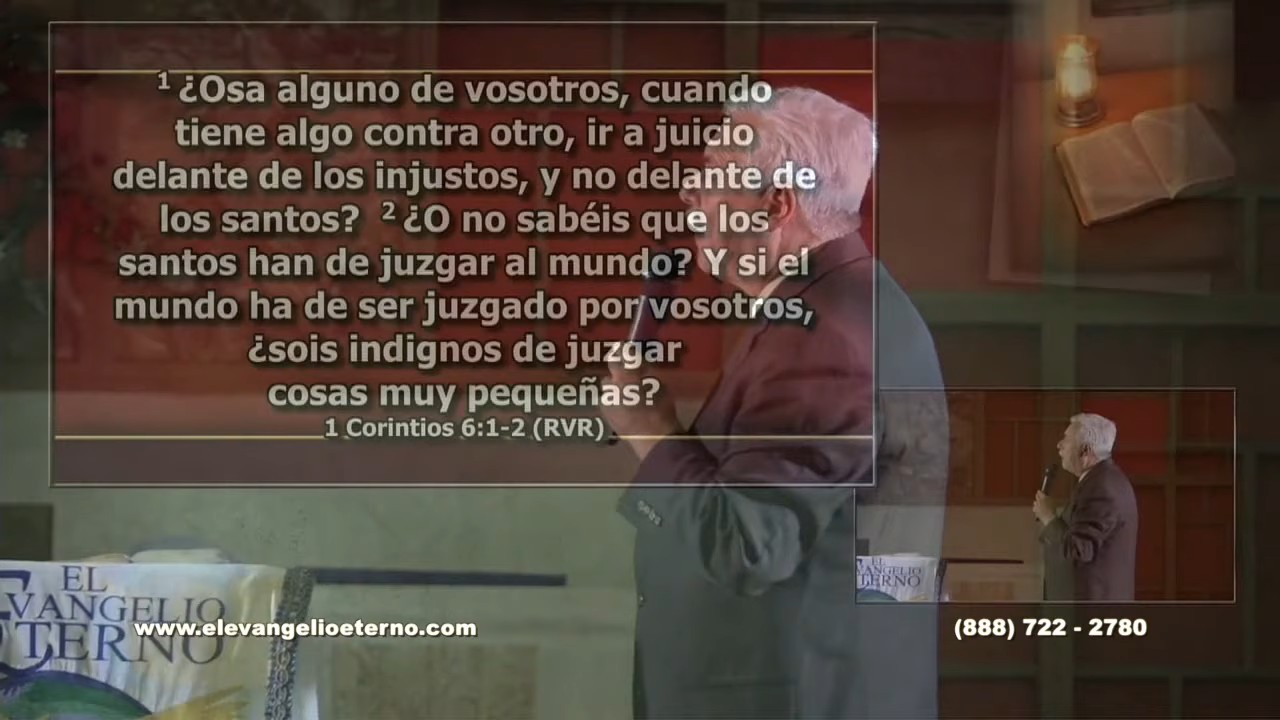 ¹ ¿Osa alguno de vosotros, cuando
tiene algo contra otro, ir a juicio
delante de los injustos, y no delante de
los santos? ² ¿O no sabéis que los
santos han de juzgar al mundo? Y si el
mundo ha de ser juzgado por vosotros,
¿sois indignos de juzgar
cosas muy pequeñas?
1 Corintios 6:1-2 (RVR)
EL
EVANGELIO
ETERNO
www.elevangelioeterno.com
EL
EVANGELIO
ETERNO
(888) 722 - 2780